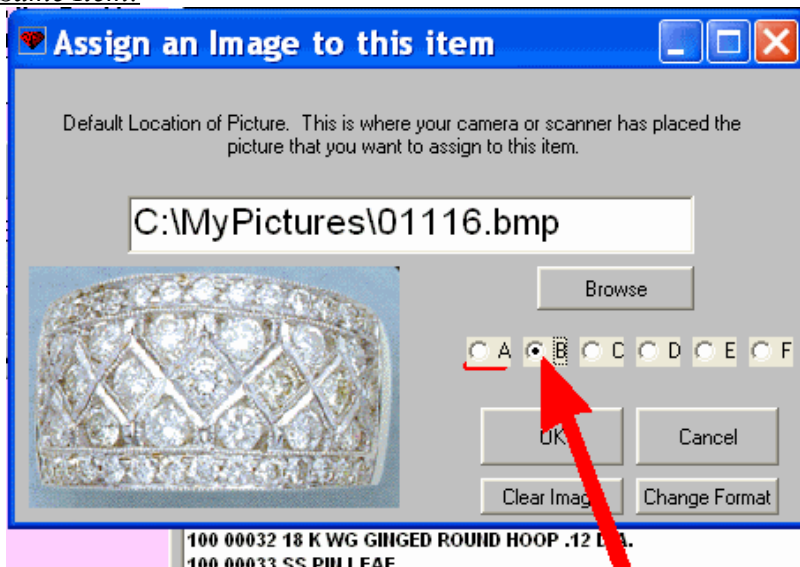 Assign an Image to this item
Default Location of Picture. This is where your camera or scanner has placed the
picture that you want to assign to this item.
C:\MyPictures\01116.bmp
Browse
A B C D E F
OK Cancel
Clear Image Change Format
100 00032 18 K WG GINGED ROUND HOOP .12 
100 00033 SS PIN LEAF